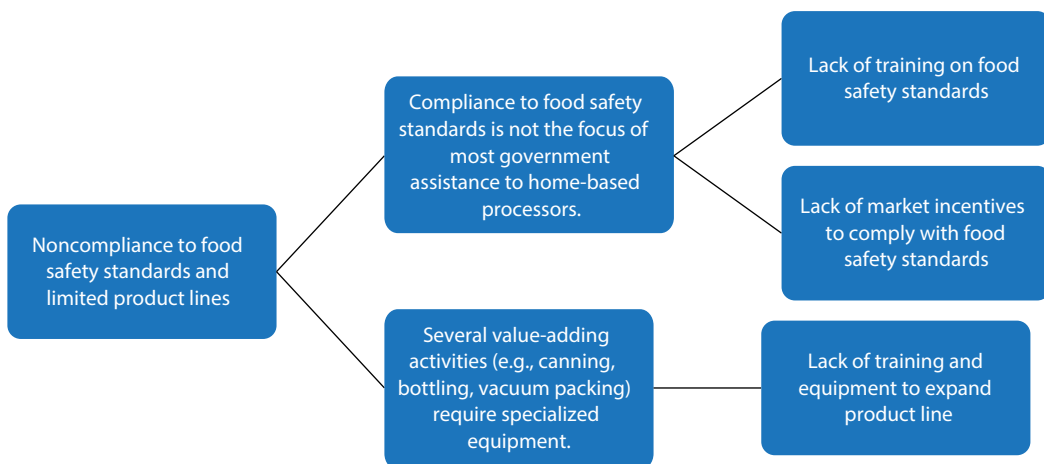 Noncompliance to food
safety standards and
limited product lines
Compliance to food safety
standards is not the focus of
most government
assistance to home-based
processors.
Several value-adding
activities (e.g., canning,
bottling, vacuum packing)
require specialized
equipment.
Lack of training on food
safety standards
Lack of market incentives
to comply with food
safety standards
Lack of training and
equipment to expand
product line